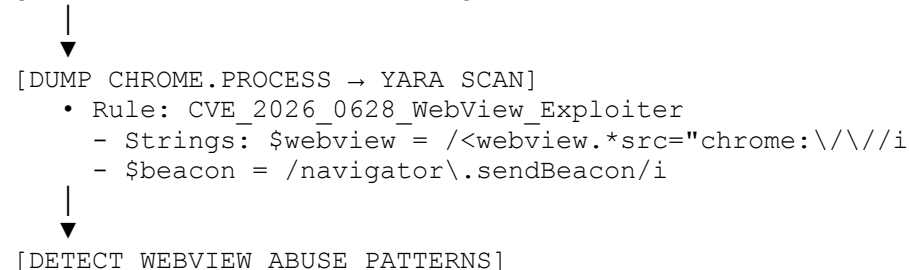 [DUMP CHROME.PROCESS → YARA SCAN]
• Rule: CVE_2026_0628_WebView_Exploiter
- Strings: $webview = /<webview.*src="chrome:\/\//i
- $beacon = /navigator\.sendBeacon/i
[DETECT WEBVIEW ABUSE PATTERNS]